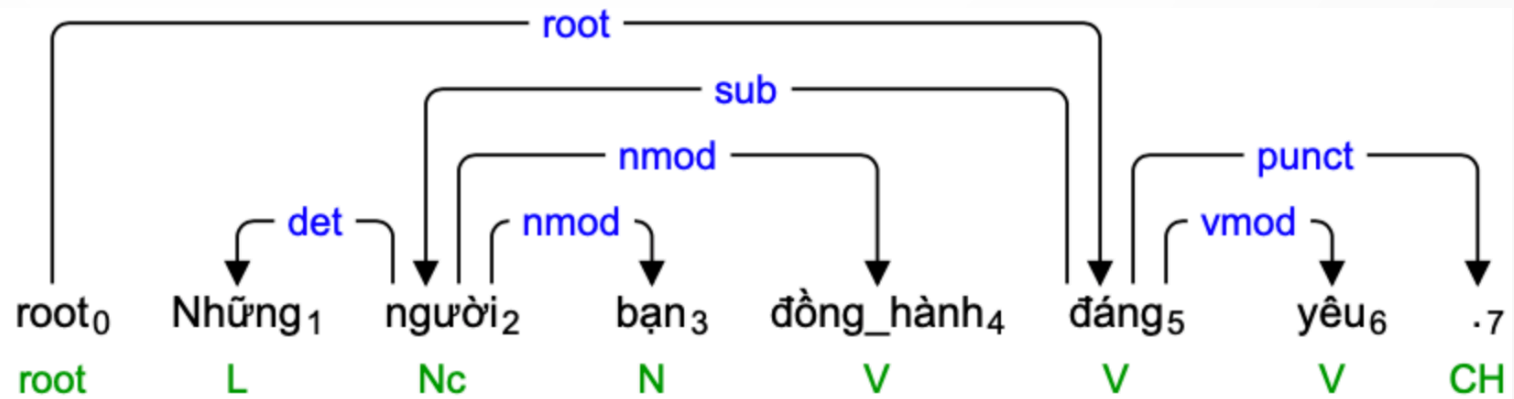 root
sub
nmod punct
det nmod vmod
root0 Những1 người2 bạn3 đồng_hành4 đáng5 yêu6 .7
root L Nc N V V V CH